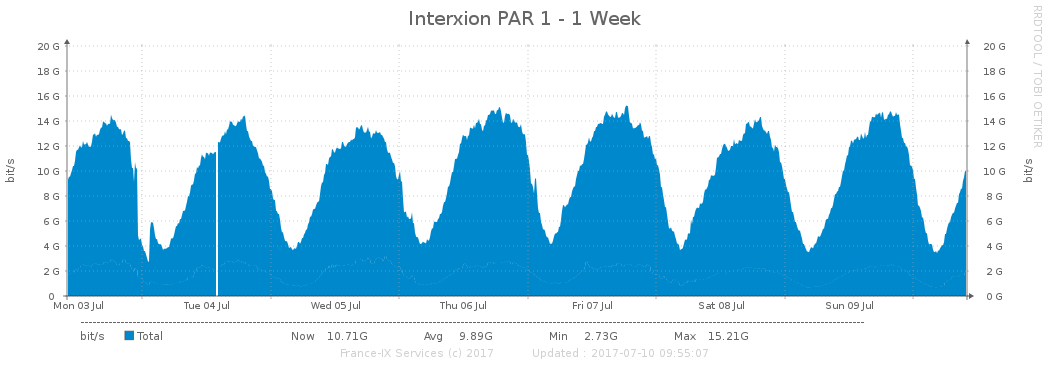 Interxion PAR 1 - 1 Week
RRDTOOL / TOBI OETIKER
20 G 20 G
18 G 18 G
16 G 16 G
14 G 14 G
12 G 12 G
10 G 10 G
8 G 8 G
6 G 6 G
4 G 4 G
2 G 2 G
0 0 G
bit/s
bit/s
Mon 03 Jul Tue 04 Jul Wed 05 Jul Thu 06 Jul Fri 07 Jul Sat 08 Jul Sun 09 Jul
bit/s Total Now 10.71G Avg 9.89G Min 2.73G Max 15.21G
France-IX Services (c) 2017 Updated : 2017-07-10 09:55:07